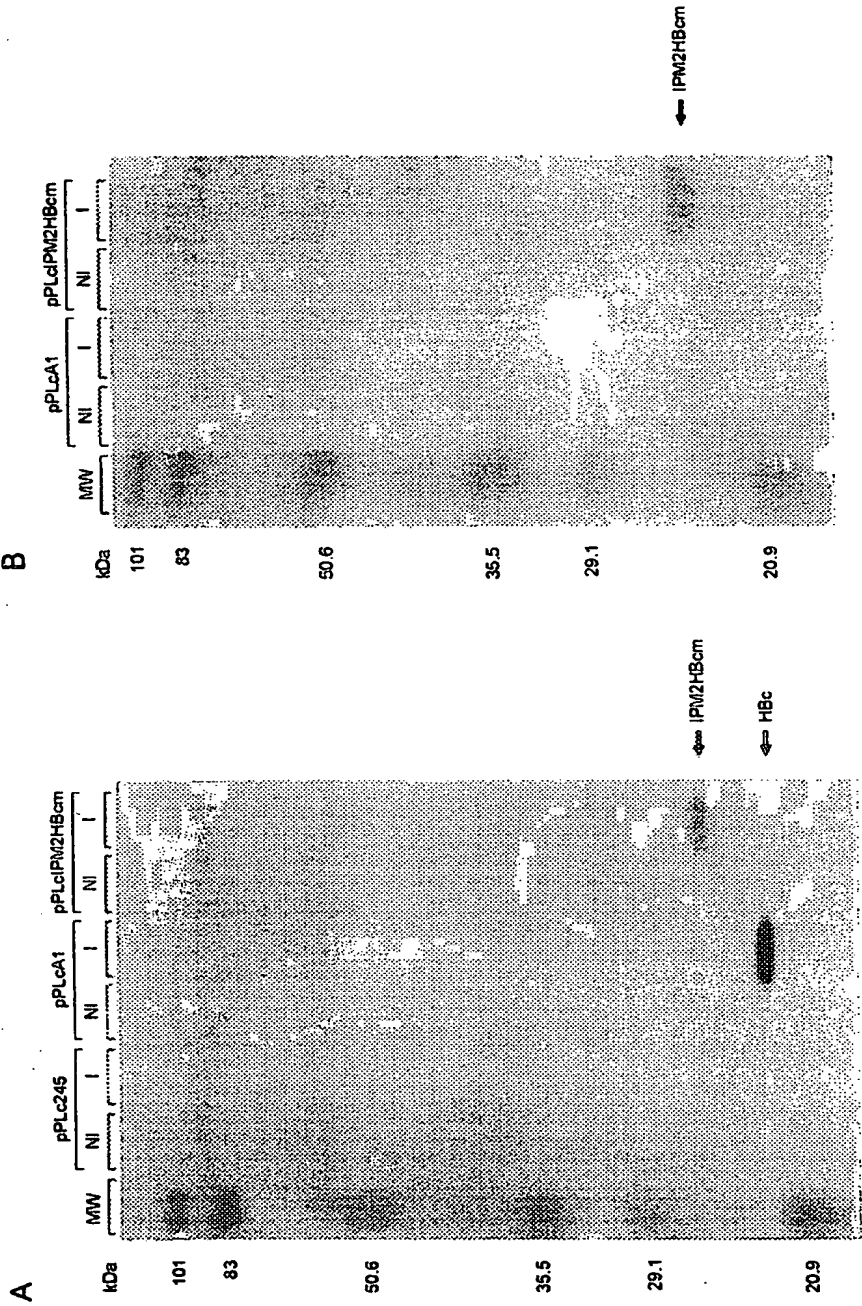 A
pPLc245 pPLcA1 pPLcIPM2HBcm
kDa MW NI I NI I NI I
101
83
50.6
35.5
29.1
20.9
IPM2HBcm
HBc
B
pPLcA1 pPLcIPM2HBcm
kDa MW NI I NI I
101
83
50.6
35.5
29.1
20.9
IPM2HBcm